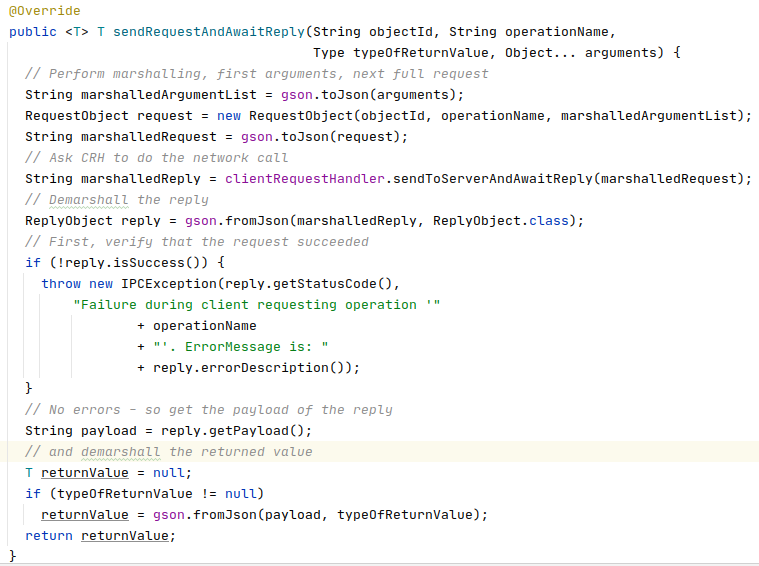 @Override
public <T> T sendRequestAndAwaitReply(String objectId, String operationName,
                                      Type typeOfReturnValue, Object... arguments) {
  // Perform marshalling, first arguments, next full request
  String marshalledArgumentList = gson.toJson(arguments);
  RequestObject request = new RequestObject(objectId, operationName, marshalledArgumentList);
  String marshalledRequest = gson.toJson(request);
  // Ask CRH to do the network call
  String marshalledReply = clientRequestHandler.sendToServerAndAwaitReply(marshalledRequest);
  // Demarshall the reply
  ReplyObject reply = gson.fromJson(marshalledReply, ReplyObject.class);
  // First, verify that the request succeeded
  if (!reply.isSuccess()) {
    throw new IPCException(reply.getStatusCode(),
        "Failure during client requesting operation '"
                + operationName
                + "'. ErrorMessage is: "
                + reply.errorDescription());
  }
  // No errors - so get the payload of the reply
  String payload = reply.getPayload();
  // and demarshall the returned value
  T returnValue = null;
  if (typeOfReturnValue != null)
    returnValue = gson.fromJson(payload, typeOfReturnValue);
  return returnValue;
}